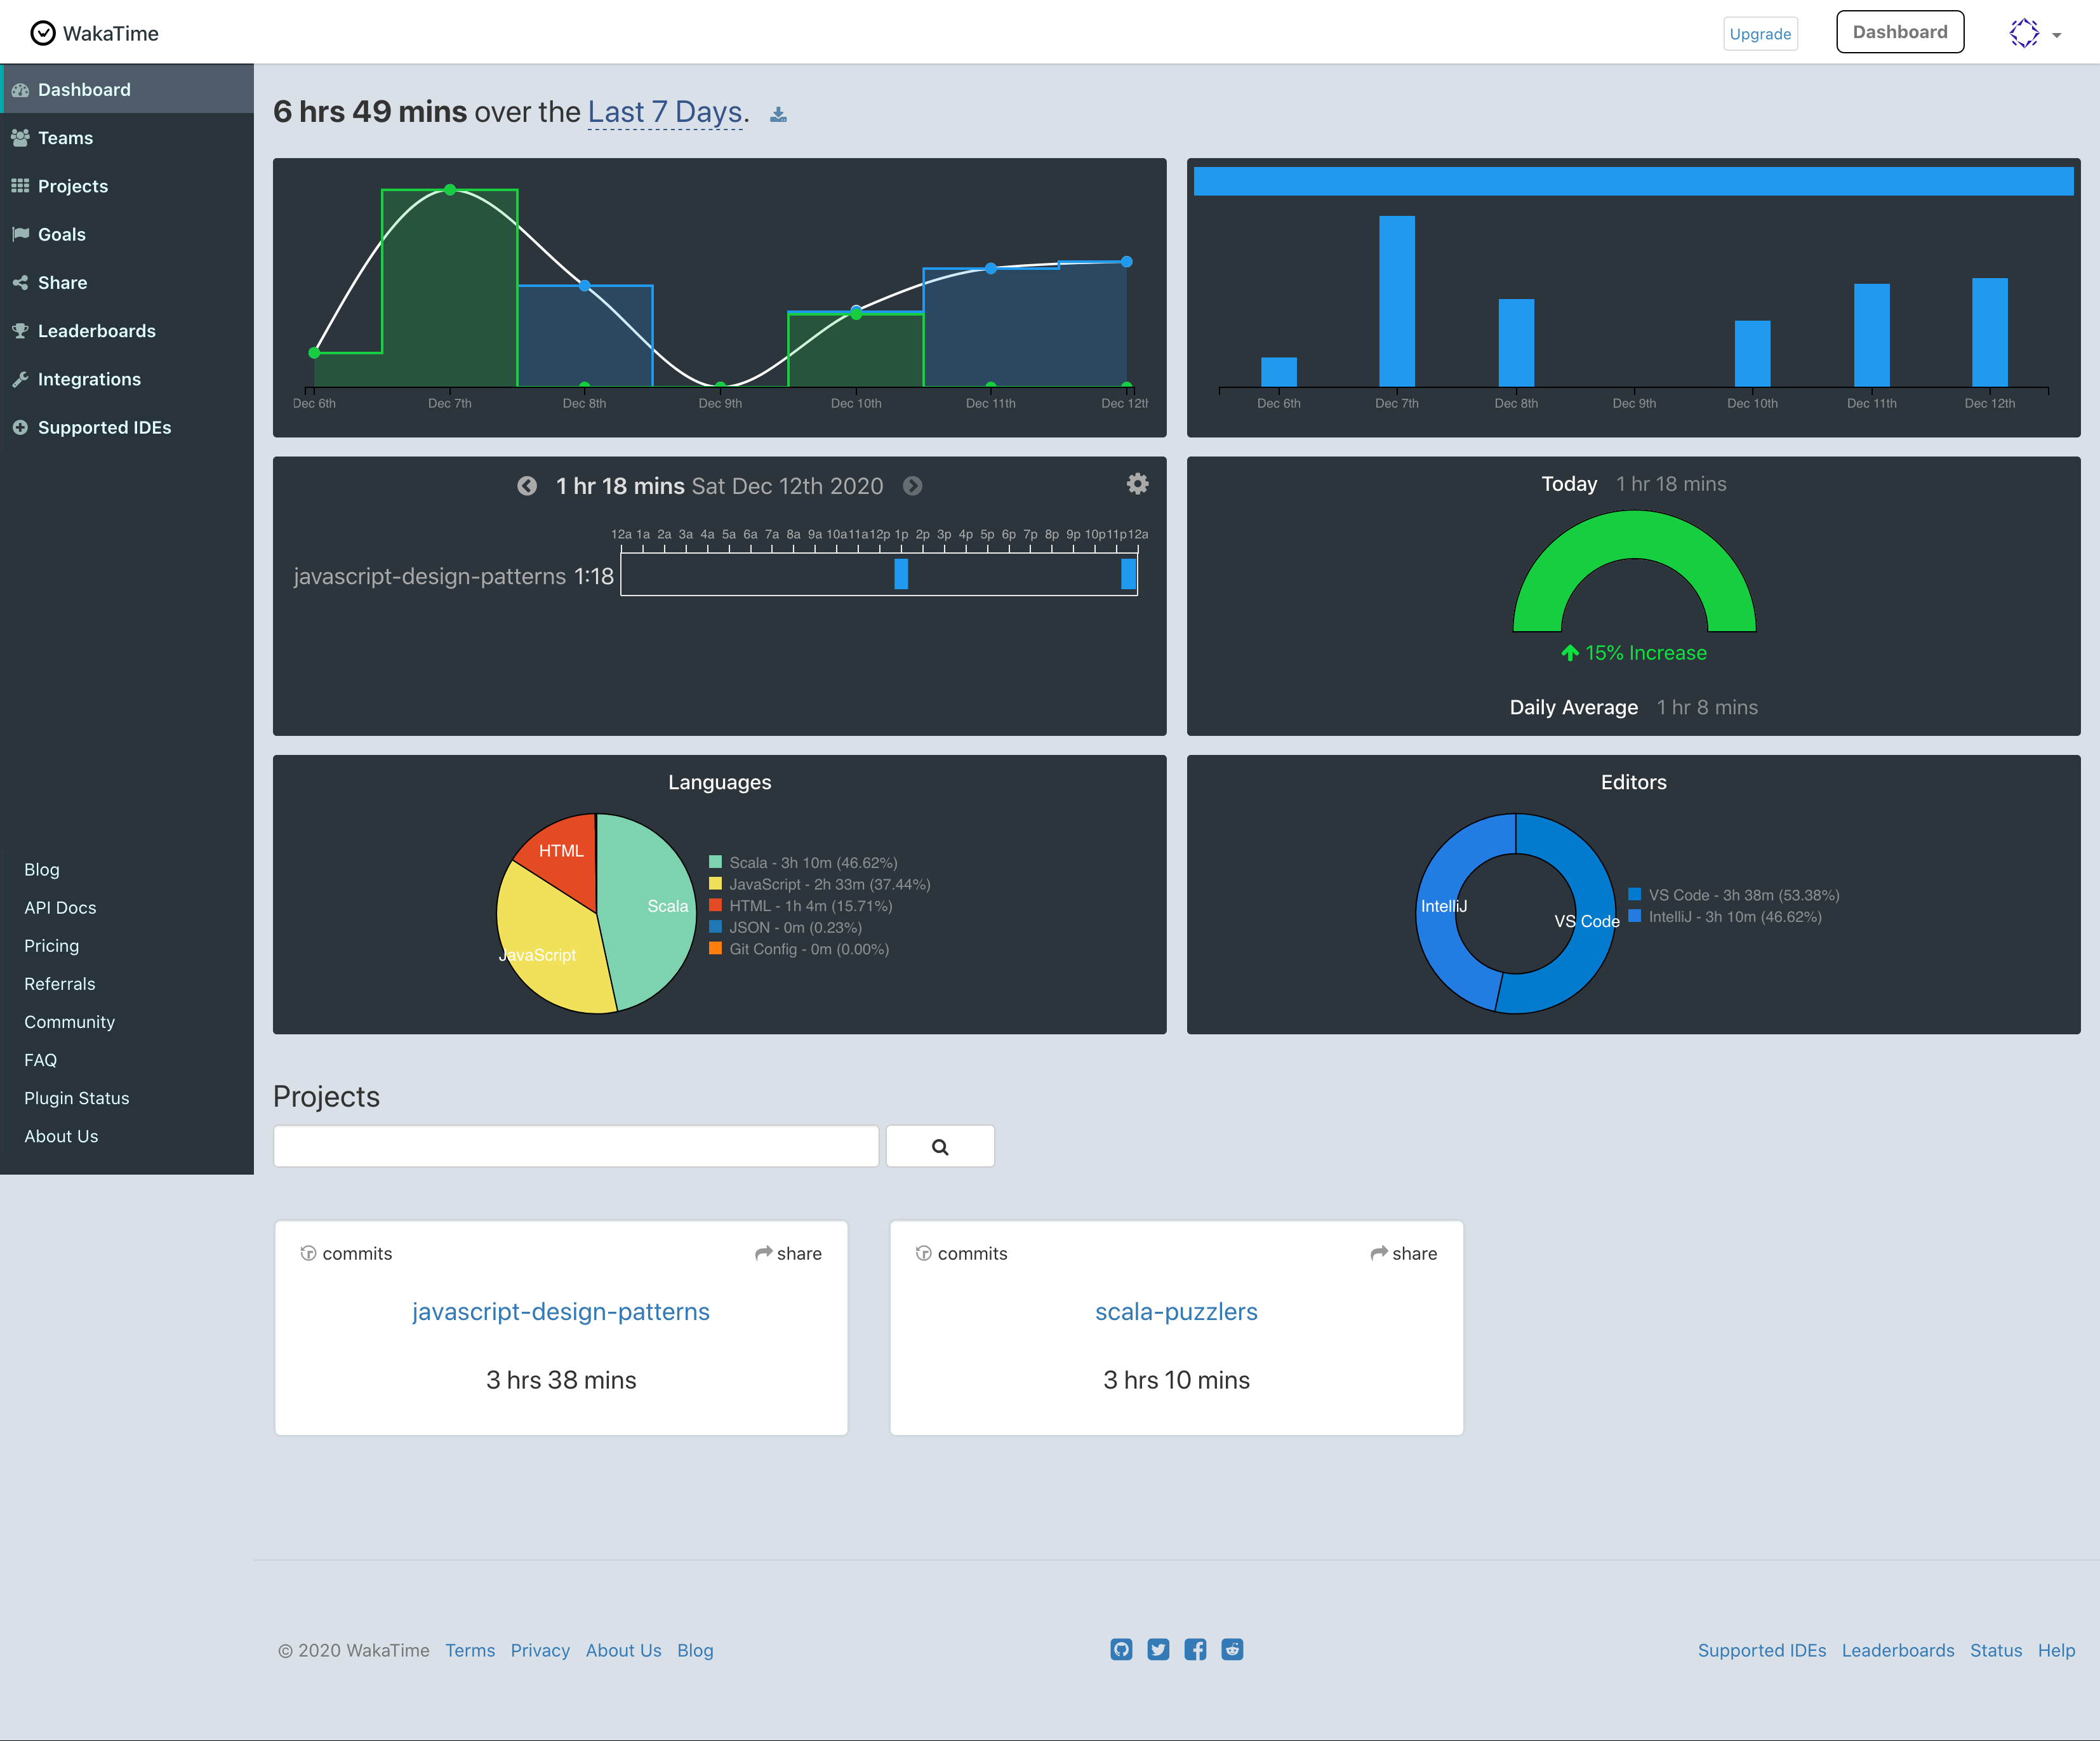 WakaTime
Upgrade
Dashboard
Dashboard
Teams
Projects
Goals
Share
Leaderboards
Integrations
Supported IDEs
Blog
API Docs
Pricing
Referrals
Community
FAQ
Plugin Status
About Us
6 hrs 49 mins over the Last 7 Days.
Dec 6th Dec 7th Dec 8th Dec 9th Dec 10th Dec 11th Dec 12th
Dec 6th Dec 7th Dec 8th Dec 9th Dec 10th Dec 11th Dec 12th
1 hr 18 mins Sat Dec 12th 2020
12a 1a 2a 3a 4a 5a 6a 7a 8a 9a 10a 11a 12p 1p 2p 3p 4p 5p 6p 7p 8p 9p 10p 11p 12a
javascript-design-patterns 1:18
Today 1 hr 18 mins
15% Increase
Daily Average 1 hr 8 mins
Languages
HTML
Scala
JavaScript
Scala - 3h 10m (46.62%)
JavaScript - 2h 33m (37.44%)
HTML - 1h 4m (15.71%)
JSON - 0m (0.23%)
Git Config - 0m (0.00%)
Editors
IntelliJ
VS Code
VS Code - 3h 38m (53.38%)
IntelliJ - 3h 10m (46.62%)
Projects
commits share
javascript-design-patterns
3 hrs 38 mins
commits share
scala-puzzlers
3 hrs 10 mins
© 2020 WakaTime Terms Privacy About Us Blog
Supported IDEs Leaderboards Status Help